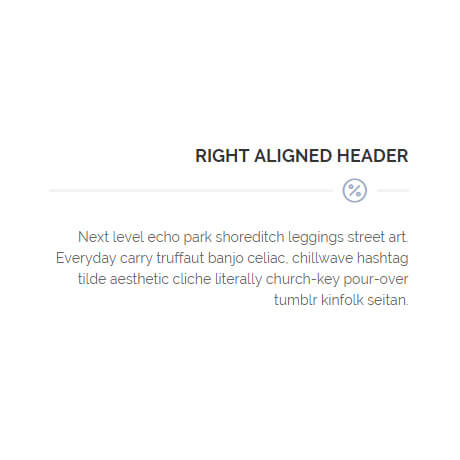 RIGHT ALIGNED HEADER
Next level echo park shoreditch leggings street art.
Everyday carry truffaut banjo celiac, chillwave hashtag
tilde aesthetic cliche literally church-key pour-over
tumblr kinfolk seitan.